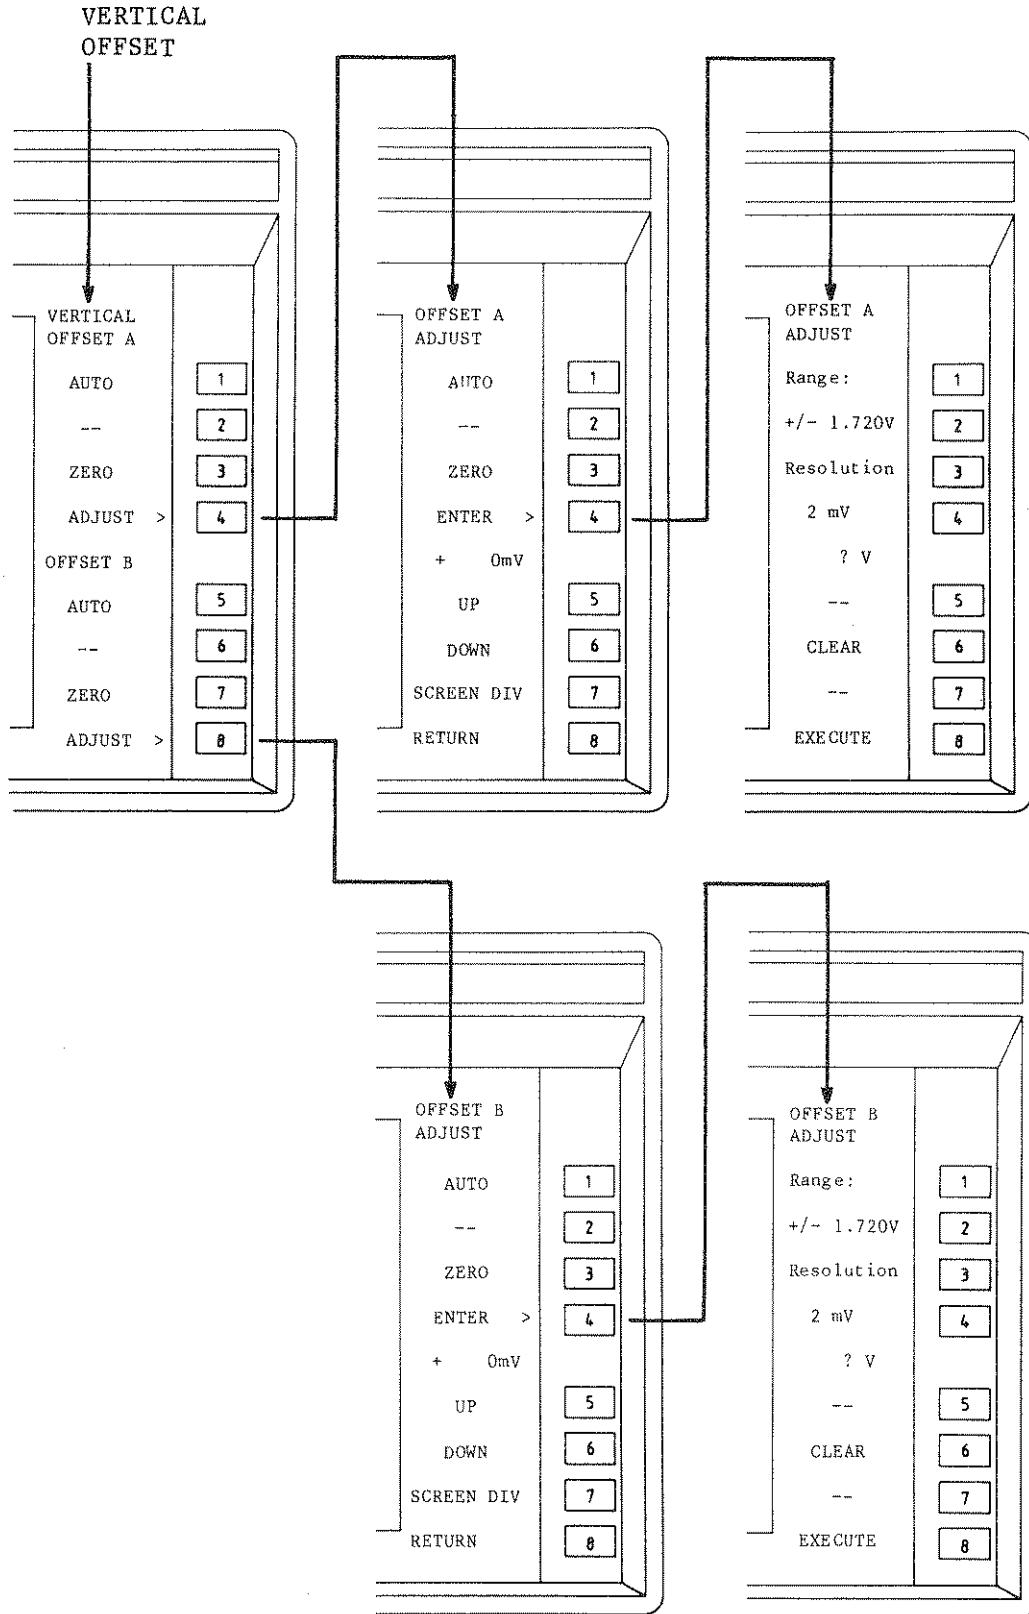 VERTICAL
OFFSET
VERTICAL
OFFSET A
AUTO 1
-- 2
ZERO 3
ADJUST > 4
OFFSET B
AUTO 5
-- 6
ZERO 7
ADJUST > 8
OFFSET A
ADJUST
AUTO 1
-- 2
ZERO 3
ENTER > 4
+ 0mV
UP 5
DOWN 6
SCREEN DIV 7
RETURN 8
OFFSET A
ADJUST
Range: 1
+/- 1.720V 2
Resolution 3
2 mV 4
? V
-- 5
CLEAR 6
-- 7
EXECUTE 8
OFFSET B
ADJUST
AUTO 1
-- 2
ZERO 3
ENTER > 4
+ 0mV
UP 5
DOWN 6
SCREEN DIV 7
RETURN 8
OFFSET B
ADJUST
Range: 1
+/- 1.720V 2
Resolution 3
2 mV 4
? V
-- 5
CLEAR 6
-- 7
EXECUTE 8